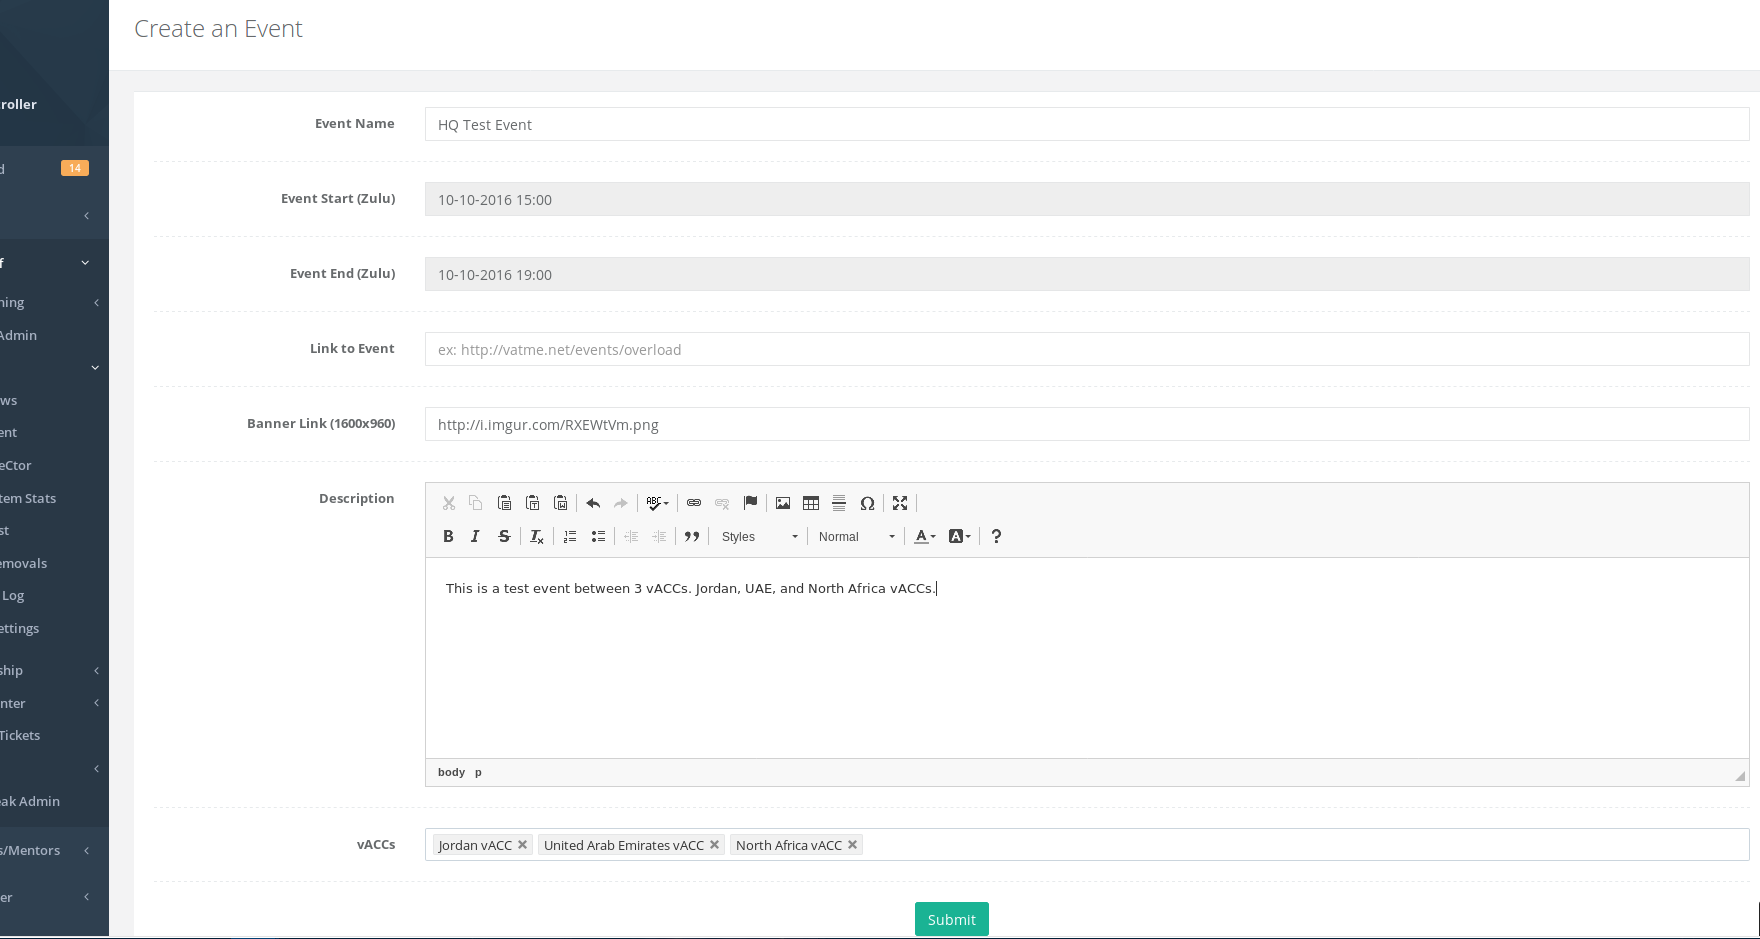 Create an Event
roller
d 14
f
ning
Admin
ws
ent
eCtor
tem Stats
st
emovals
Log
ettings
ship
nter
Tickets
eak Admin
s/Mentors
er
Event Name HQ Test Event
Event Start (Zulu) 10-10-2016 15:00
Event End (Zulu) 10-10-2016 19:00
Link to Event ex: http://vatme.net/events/overload
Banner Link (1600x960) http://i.imgur.com/RXEWtVm.png
Description
ABC
Styles Normal
This is a test event between 3 vACCs. Jordan, UAE, and North Africa vACCs.
body p
vACCs Jordan vACC United Arab Emirates vACC North Africa vACC
Submit